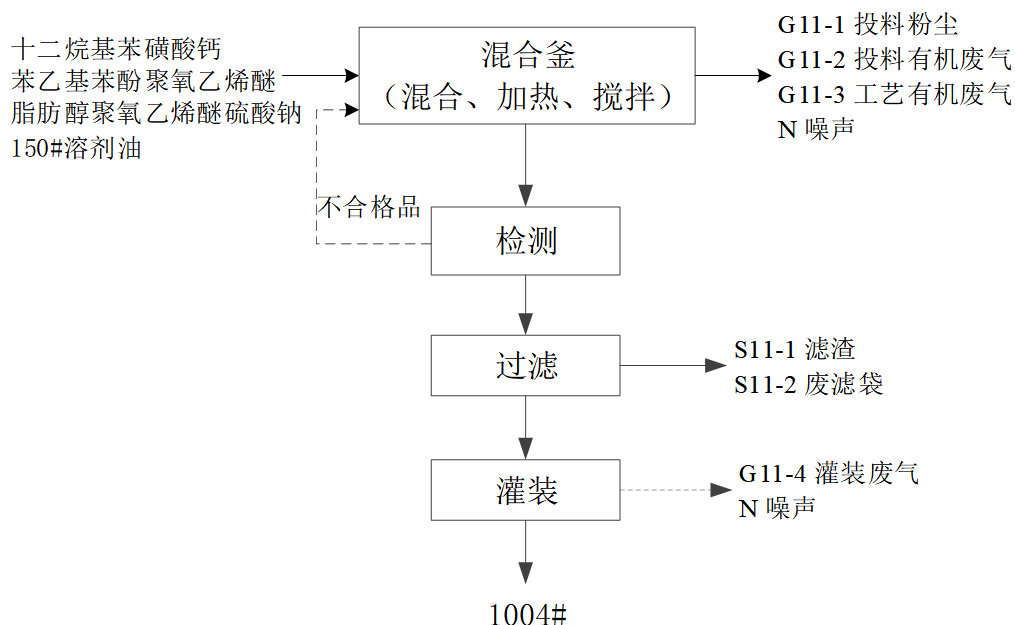 十二烷基苯磺酸钙
苯乙基苯酚聚氧乙烯醚
脂肪醇聚氧乙烯醚硫酸钠
150#溶剂油
混合釜
（混合、加热、搅拌）
G11-1 投料粉尘
G11-2 投料有机废气
G11-3 工艺有机废气
N 噪声
不合格品
检测
过滤
S11-1 滤渣
S11-2 废滤袋
灌装
G11-4 灌装废气
N 噪声
1004#